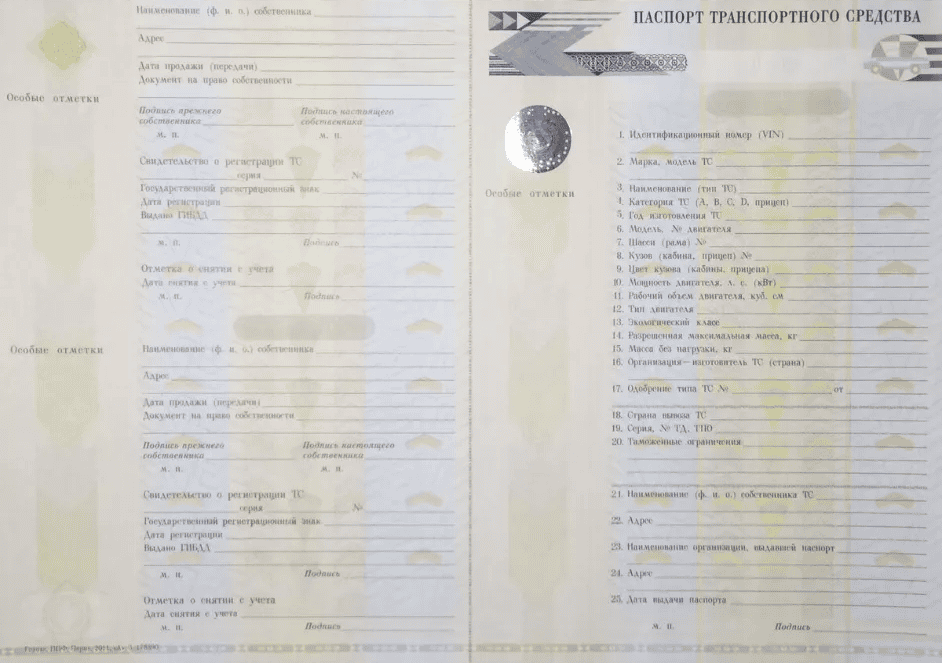 Наименование (ф. и. о.) собственника
Адрес
Дата продажи (передачи)
Документ на право собственности
Особые отметки
Подпись прежнего собственника
Подпись настоящего собственника
м. п.
м. п.
Свидетельство о регистрации ТС
серия №
Государственный регистрационный знак
Дата регистрации
Выдано ГИБДД
м. п. Подпись
Отметка о снятии с учета
Дата снятия с учета
м. п. Подпись
Особые отметки
Наименование (ф. и. о.) собственника
Адрес
Дата продажи (передачи)
Документ на право собственности
Подпись прежнего собственника
Подпись настоящего собственника
м. п.
м. п.
Свидетельство о регистрации ТС
серия №
Государственный регистрационный знак
Дата регистрации
Выдано ГИБДД
м. п. Подпись
Отметка о снятии с учета
Дата снятия с учета
м. п. Подпись
ПАСПОРТ ТРАНСПОРТНОГО СРЕДСТВА
Особые отметки
1. Идентификационный номер (VIN)
2. Марка, модель ТС
3. Наименование (тип ТС)
4. Категория ТС (A, B, C, D, прицеп)
5. Год изготовления ТС
6. Модель, № двигателя
7. Шасси (рама) №
8. Кузов (кабина, прицеп) №
9. Цвет кузова (кабины, прицепа)
10. Мощность двигателя, л. с. (кВт)
11. Рабочий объем двигателя, куб. см
12. Тип двигателя
13. Экологический класс
14. Разрешенная максимальная масса, кг
15. Масса без нагрузки, кг
16. Организация—изготовитель ТС (страна)
17. Одобрение типа ТС № от
18. Страна вывоза ТС
19. Серия, № ТД, ТПО
20. Таможенные ограничения
21. Наименование (ф. и. о.) собственника ТС
22. Адрес
23. Наименование организации, выдавшей паспорт
24. Адрес
25. Дата выдачи паспорта
м. п. Подпись